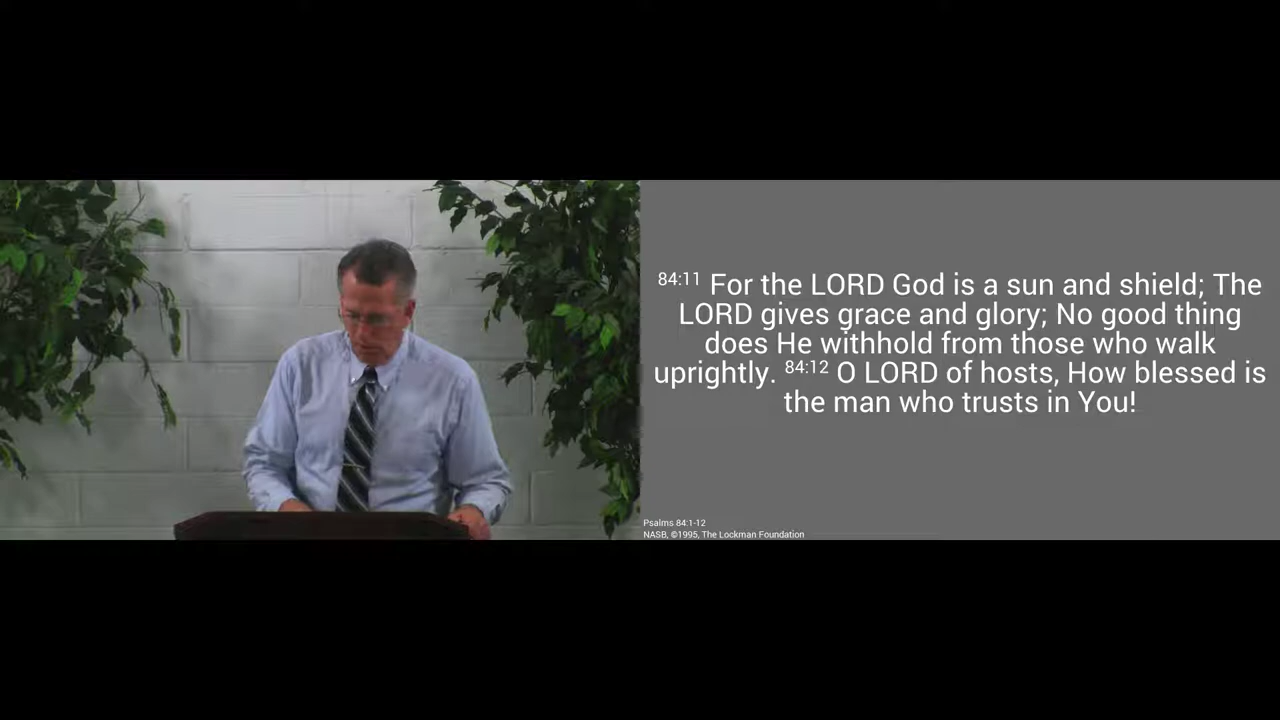 84:11 For the LORD God is a sun and shield; The
LORD gives grace and glory; No good thing
does He withhold from those who walk
uprightly. 84:12 O LORD of hosts, How blessed is
the man who trusts in You!
Psalms 84:1-12
NASB, ©1995, The Lockman Foundation